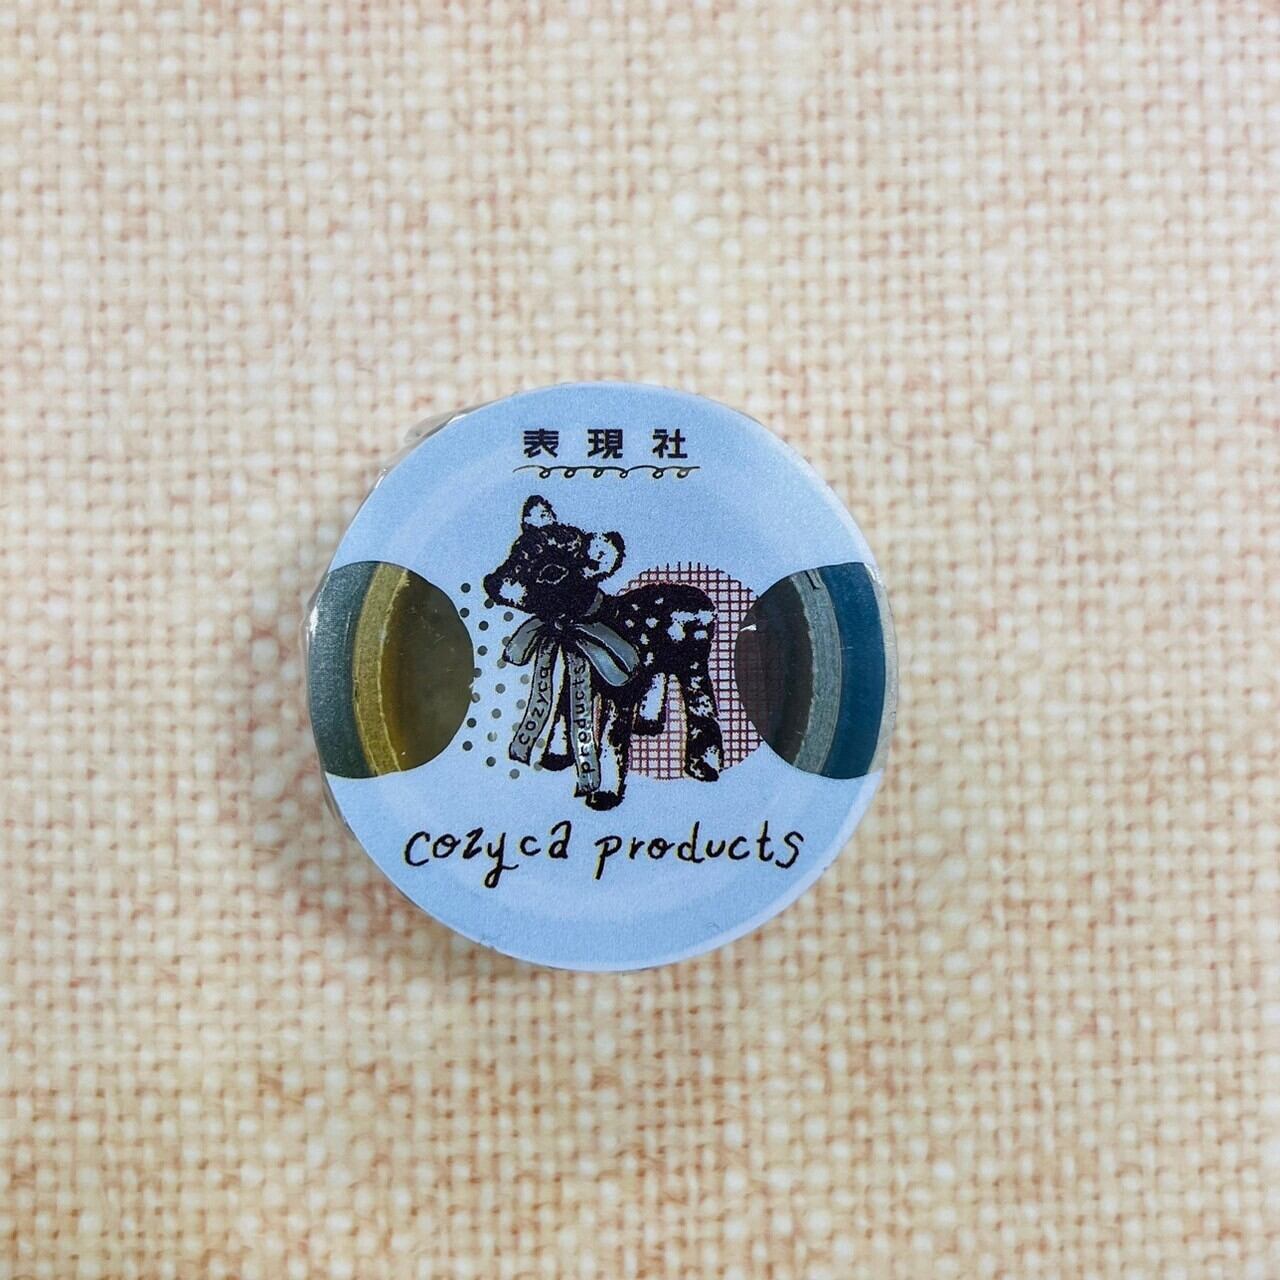 表現社
cozyca
products
cozyca products